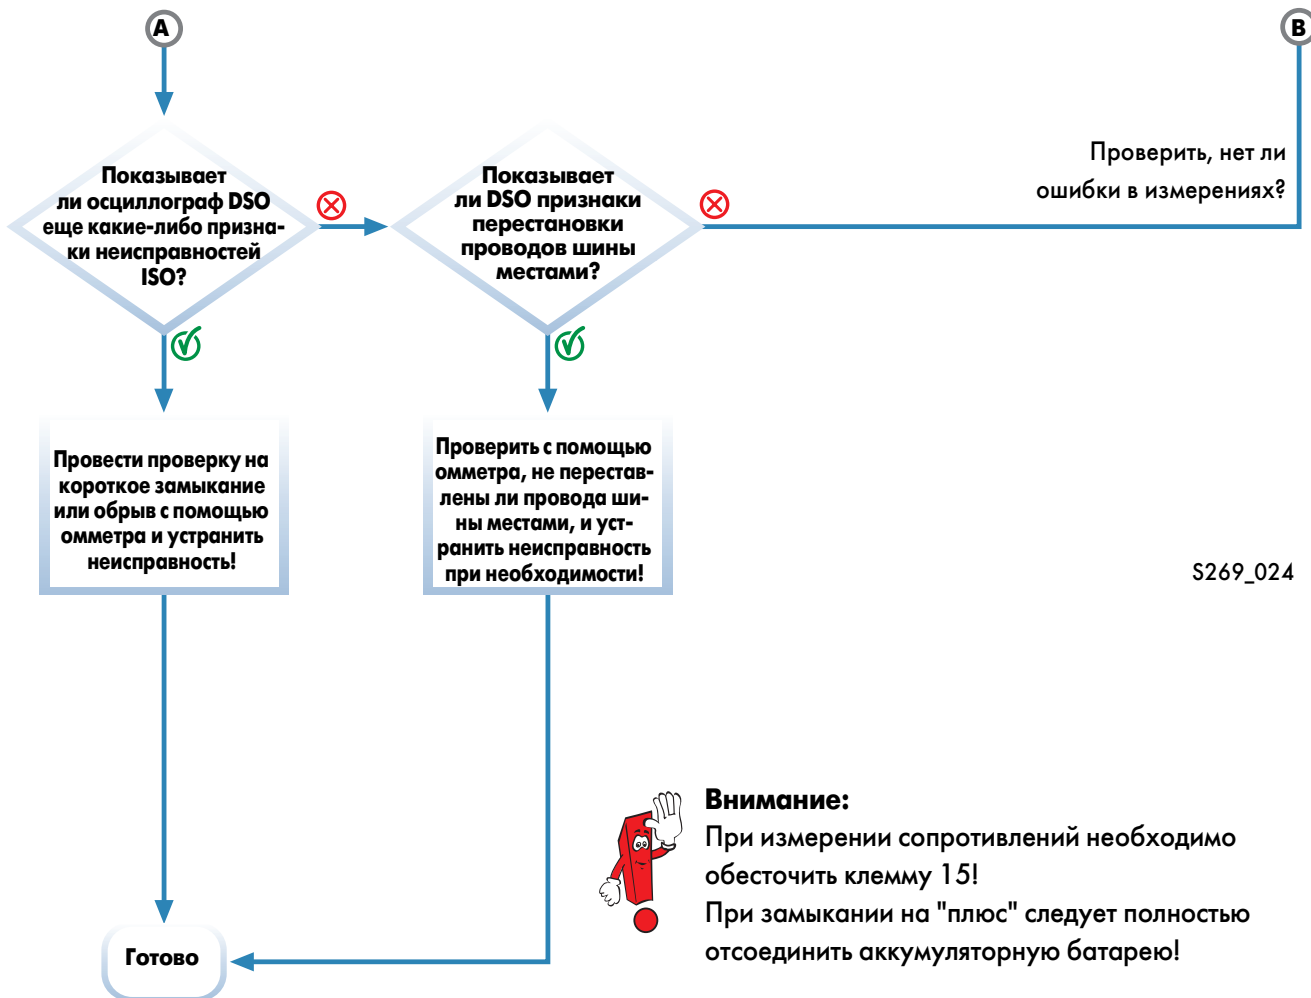 A
B
Показывает
ли осциллограф DSO
еще какие-либо призна-
ки неисправностей
ISO?
Показывает
ли DSO признаки
перестановки
проводов шины
местами?
Проверить, нет ли
ошибки в измерениях?
Провести проверку на
короткое замыкание
или обрыв с помощью
омметра и устранить
неисправность!
Проверить с помощью
омметра, не перестав-
лены ли провода ши-
ны местами, и уст-
ранить неисправность
при необходимости!
S269_024
Внимание:
При измерении сопротивлений необходимо
обесточить клемму 15!
При замыкании на "плюс" следует полностью
отсоединить аккумуляторную батарею!
Готово